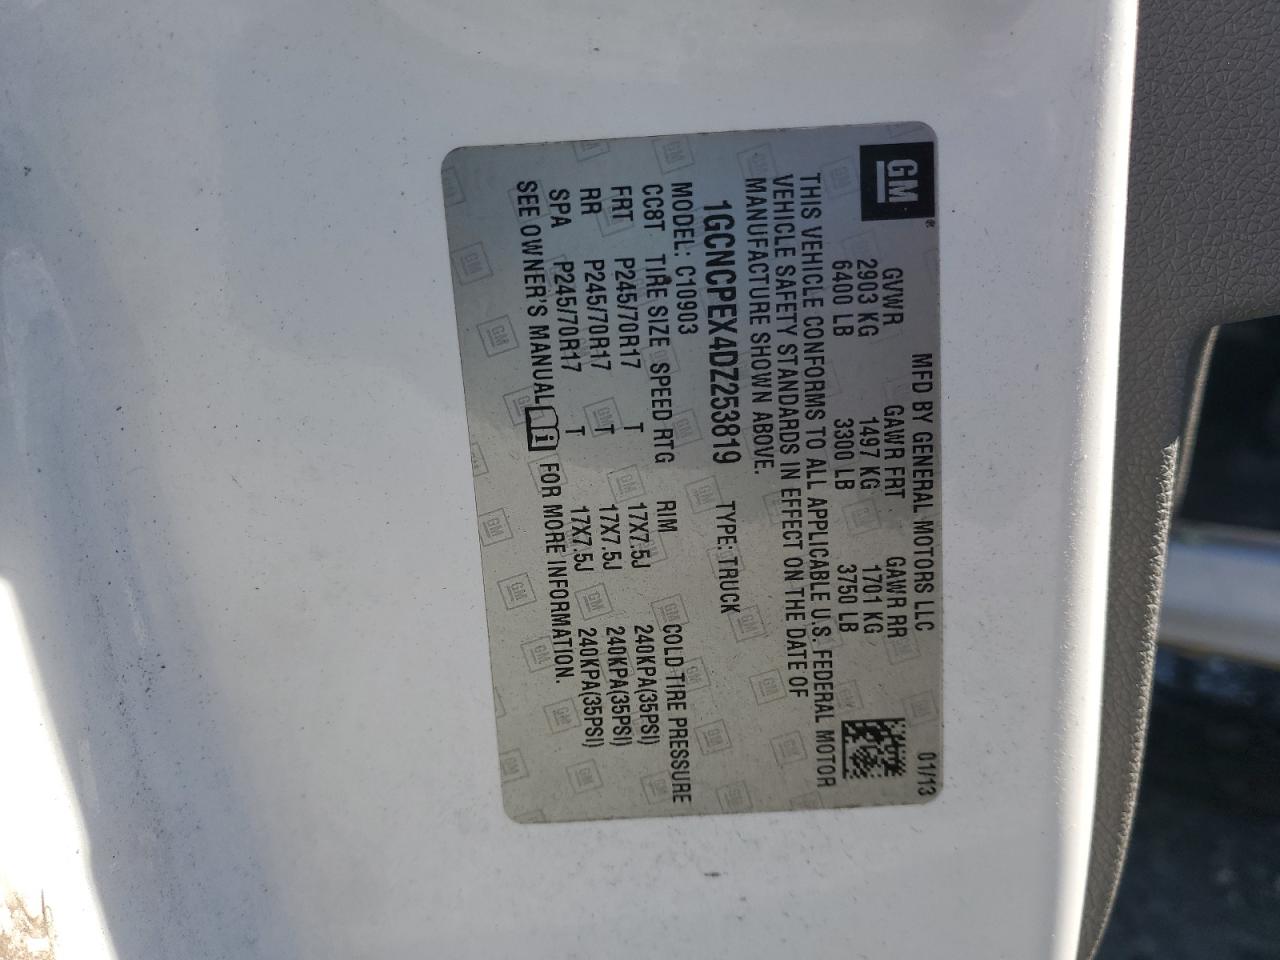 GM®
MFD BY GENERAL MOTORS LLC 01/13
GVWR GAWR FRT GAWR RR
2903 KG 1497 KG 1701 KG
6400 LB 3300 LB 3750 LB
THIS VEHICLE CONFORMS TO ALL APPLICABLE U.S. FEDERAL MOTOR
VEHICLE SAFETY STANDARDS IN EFFECT ON THE DATE OF
MANUFACTURE SHOWN ABOVE.
1GCNCPEX4DZ253819 TYPE: TRUCK
MODEL: C10903
CC8T TIRE SIZE SPEED RTG RIM COLD TIRE PRESSURE
FRT P245/70R17 T 17X7.5J 240KPA(35PSI)
RR P245/70R17 T 17X7.5J 240KPA(35PSI)
SPA P245/70R17 T 17X7.5J 240KPA(35PSI)
SEE OWNER'S MANUAL i FOR MORE INFORMATION.